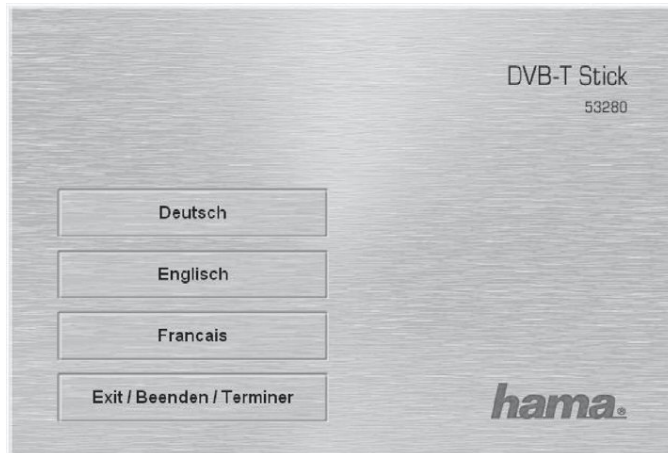 DVB-T Stick
53280
Deutsch
Englisch
Francais
Exit / Beenden / Terminer
hama®